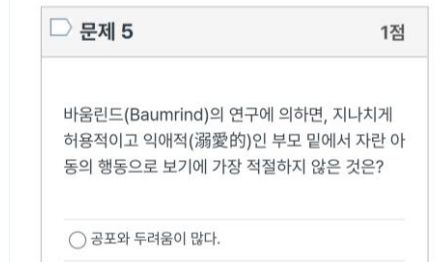 문제 5
1점
바움린드(Baumrind)의 연구에 의하면, 지나치게
허용적이고 익애적(溺愛的)인 부모 밑에서 자란 아
동의 행동으로 보기에 가장 적절하지 않은 것은?
공포와 두려움이 많다.